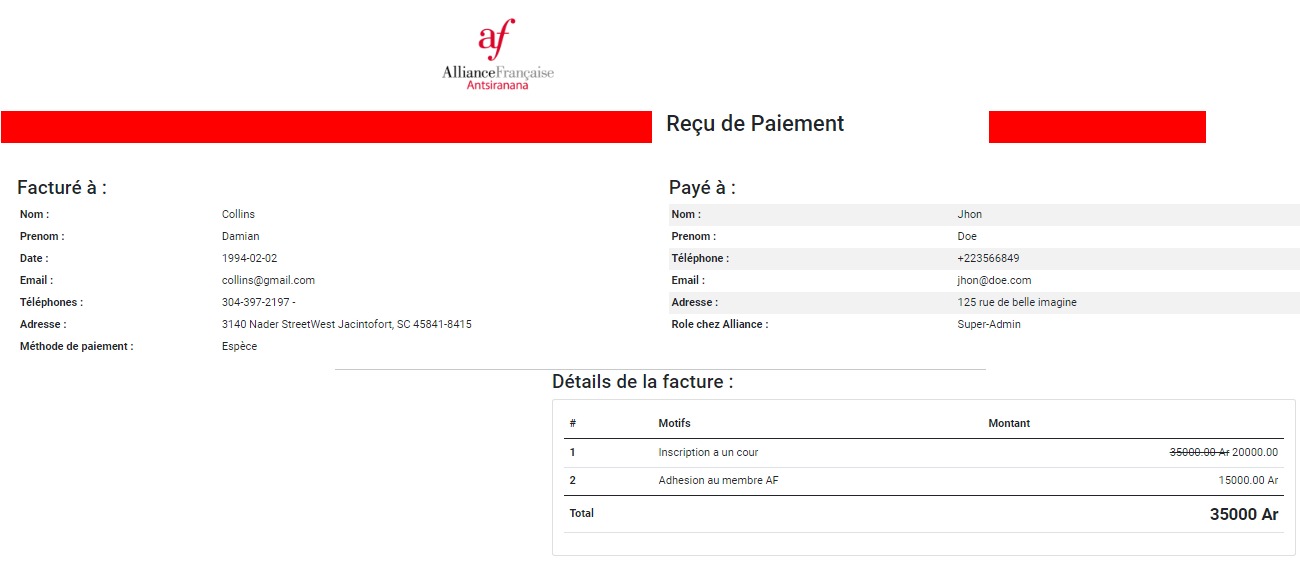 af
AllianceFrançaise
Antsiranana
Reçu de Paiement
Facturé à :
Nom : Collins
Prenom : Damian
Date : 1994-02-02
Email : collins@gmail.com
Téléphones : 304-397-2197 -
Adresse : 3140 Nader StreetWest Jacintofort, SC 45841-8415
Méthode de paiement : Espèce
Payé à :
Nom : Jhon
Prenom : Doe
Téléphone : +223566849
Email : jhon@doe.com
Adresse : 125 rue de belle imagine
Role chez Alliance : Super-Admin
Détails de la facture :
# Motifs Montant
1 Inscription a un cour 35000.00 Ar 20000.00
2 Adhesion au membre AF 15000.00 Ar
Total 35000 Ar